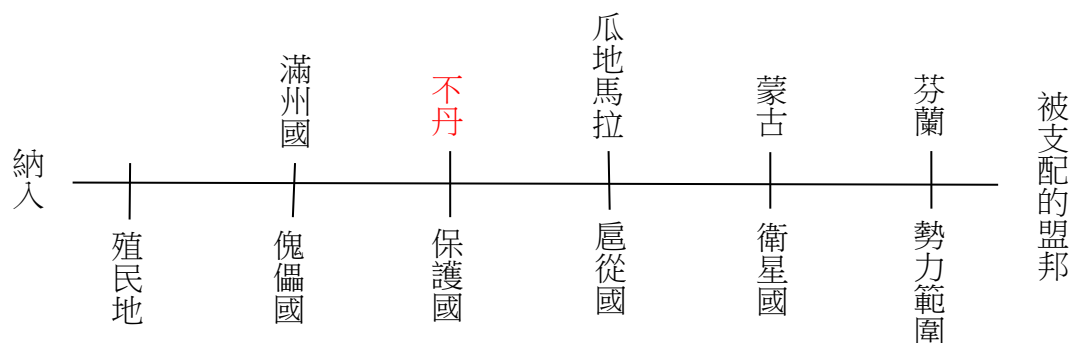 納入
滿州國
不丹
瓜地馬拉
蒙古
芬蘭
殖民地
傀儡國
保護國
扈從國
衛星國
勢力範圍
被支配的盟邦